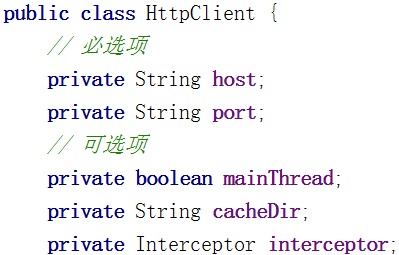 public class HttpClient {
// 必选项
private String host;
private String port;
// 可选项
private boolean mainThread;
private String cacheDir;
private Interceptor interceptor;